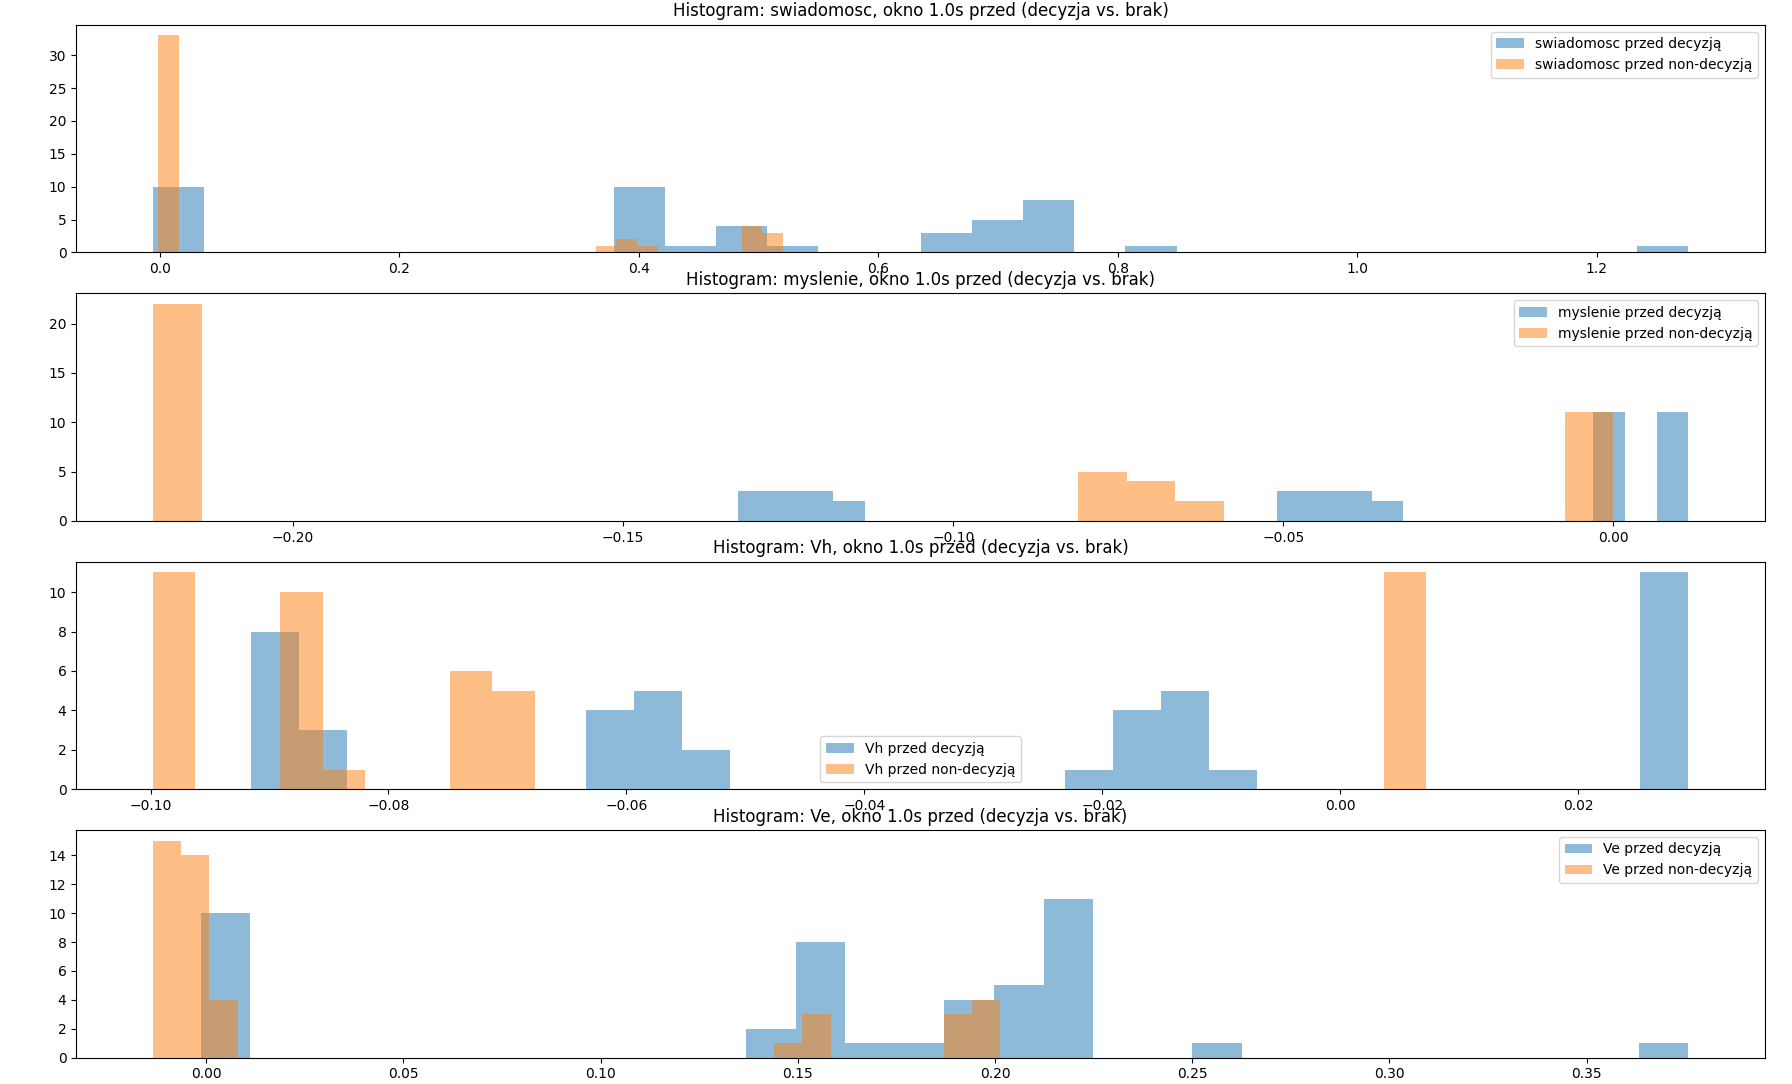 Histogram: swiadomosc, okno 1.0s przed (decyzja vs. brak)
swiadomosc przed decyzją
swiadomosc przed non-decyzją
30
25
20
15
10
5
0
0.0 0.2 0.4 0.6 0.8 1.0 1.2
Histogram: myslenie, okno 1.0s przed (decyzja vs. brak)
myslenie przed decyzją
myslenie przed non-decyzją
20
15
10
5
0
−0.20 −0.15 −0.10 −0.05 0.00
Histogram: Vh, okno 1.0s przed (decyzja vs. brak)
10
8
6
4
2
0
Vh przed decyzją
Vh przed non-decyzją
−0.10 −0.08 −0.06 −0.04 −0.02 0.00 0.02
Histogram: Ve, okno 1.0s przed (decyzja vs. brak)
Ve przed decyzją
Ve przed non-decyzją
14
12
10
8
6
4
2
0
0.00 0.05 0.10 0.15 0.20 0.25 0.30 0.35